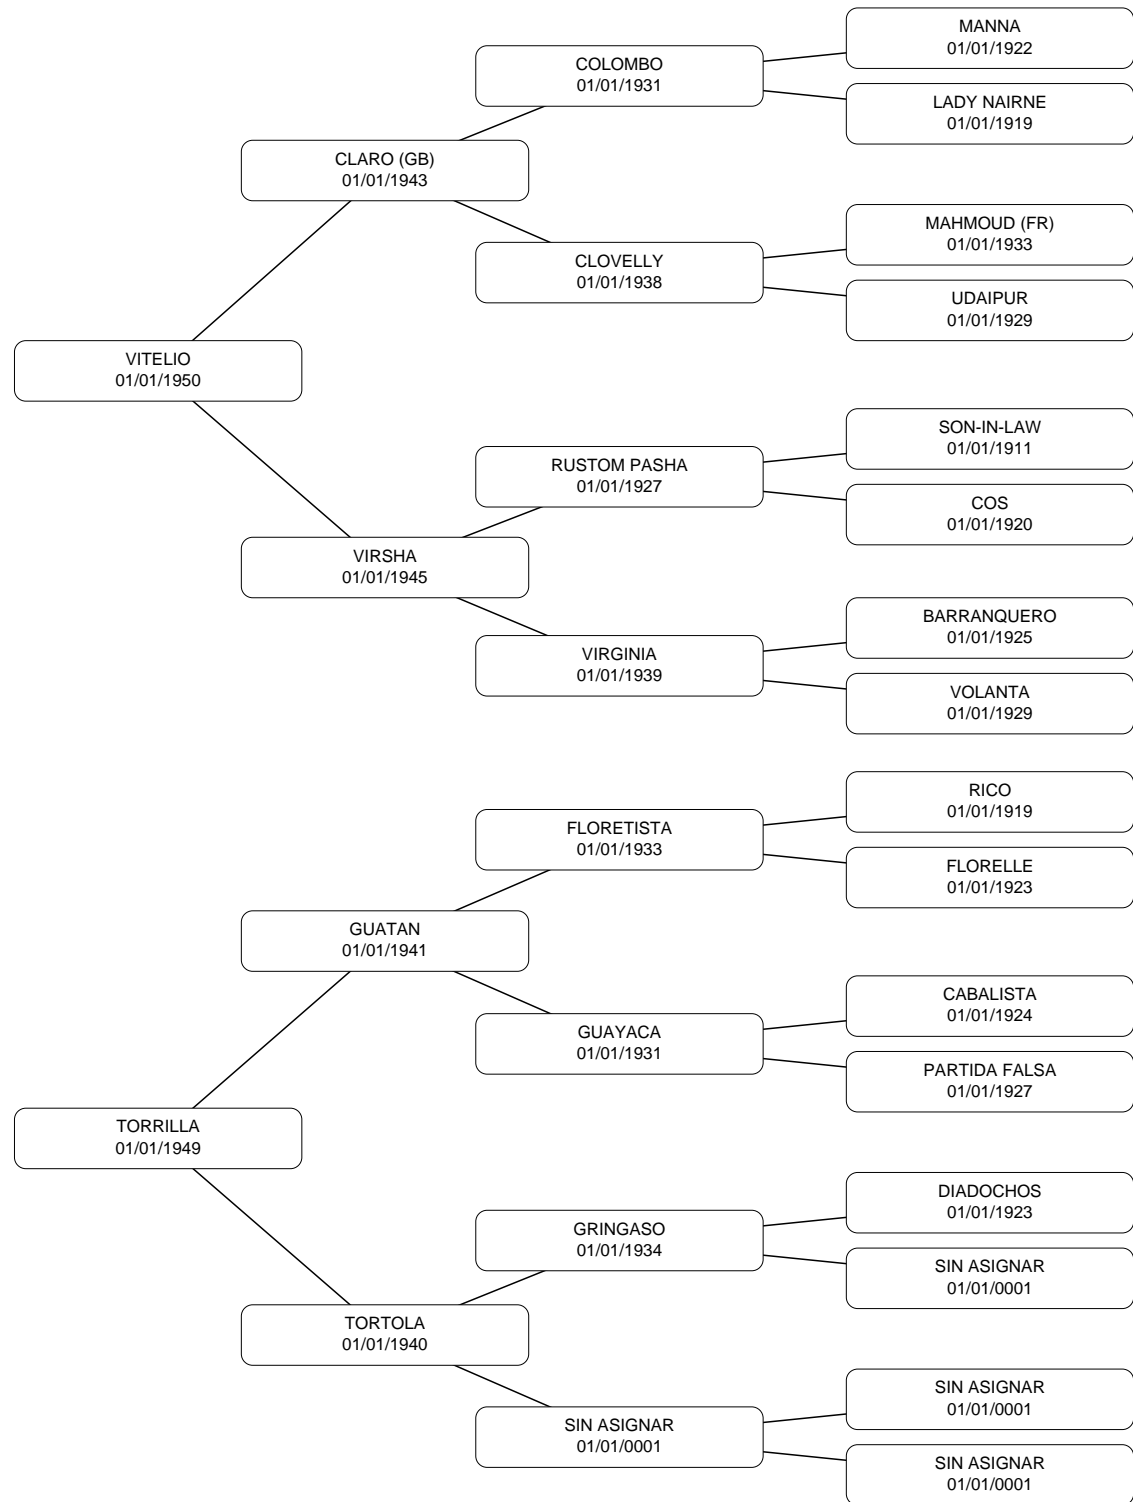 MANNA
01/01/1922
COLOMBO
01/01/1931
LADY NAIRNE
01/01/1919
CLARO (GB)
01/01/1943
MAHMOUD (FR)
01/01/1933
CLOVELLY
01/01/1938
UDAIPUR
01/01/1929
VITELIO
01/01/1950
SON-IN-LAW
01/01/1911
RUSTOM PASHA
01/01/1927
COS
01/01/1920
VIRSHA
01/01/1945
BARRANQUERO
01/01/1925
VIRGINIA
01/01/1939
VOLANTA
01/01/1929
RICO
01/01/1919
FLORETISTA
01/01/1933
FLORELLE
01/01/1923
GUATAN
01/01/1941
CABALISTA
01/01/1924
GUAYACA
01/01/1931
PARTIDA FALSA
01/01/1927
TORRILLA
01/01/1949
DIADOCHOS
01/01/1923
GRINGASO
01/01/1934
SIN ASIGNAR
01/01/0001
TORTOLA
01/01/1940
SIN ASIGNAR
01/01/0001
SIN ASIGNAR
01/01/0001
SIN ASIGNAR
01/01/0001